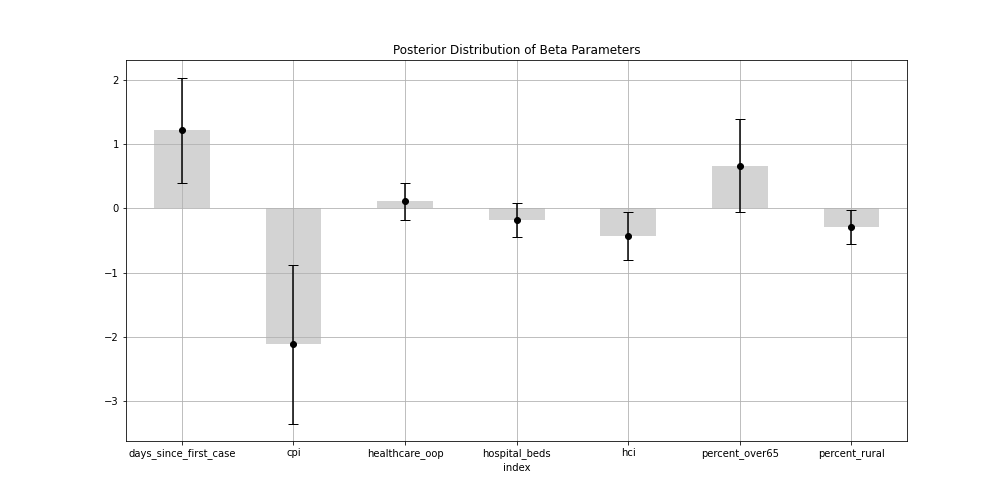 Posterior Distribution of Beta Parameters
2
1
0
−1
−2
−3
days_since_first_case cpi healthcare_oop hospital_beds hci percent_over65 percent_rural
index